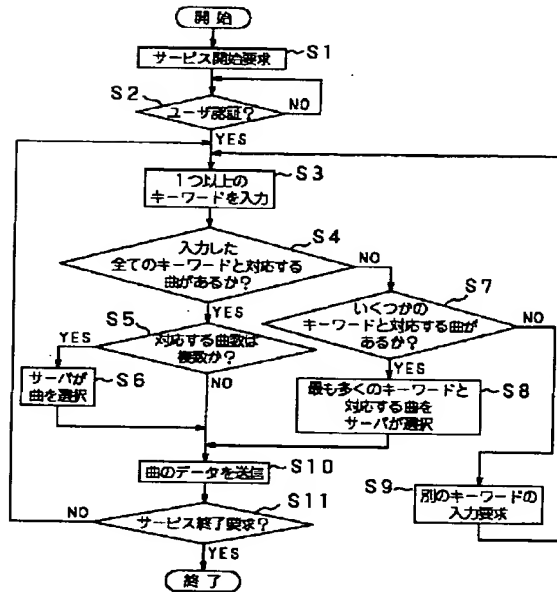 開始
S1
サービス開始要求
S2
ユーザ認証?
NO
YES
S3
1つ以上の
キーワードを入力
S4
入力した
全てのキーワードと対応する
曲があるか?
NO
YES
S5
対応する曲数は
複数か?
YES
NO
S6
サーバが
曲を選択
S7
いくつかの
キーワードと対応する曲が
あるか?
NO
YES
S8
最も多くのキーワードと
対応する曲を
サーバが選択
S9
別のキーワードの
入力要求
S10
曲のデータを送信
S11
サービス終了要求?
NO
YES
終了